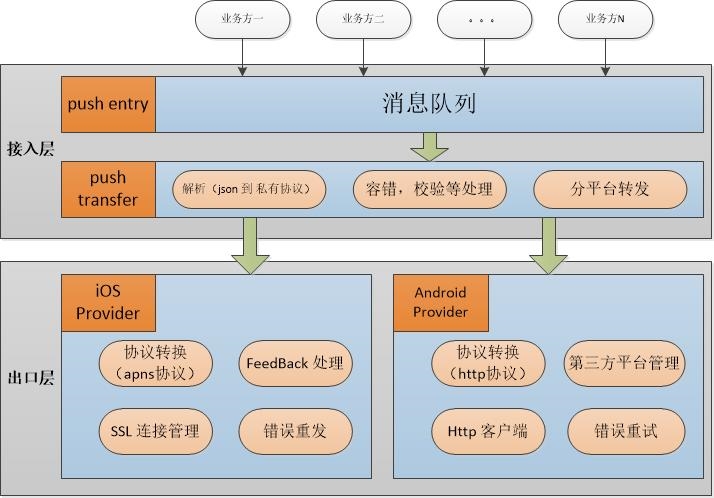 业务方一
业务方二
。。。
业务方N
接入层
push entry
消息队列
push
transfer
解析（json 到 私有协议）
容错，校验等处理
分平台转发
出口层
iOS
Provider
协议转换
（apns协议）
FeedBack 处理
SSL 连接管理
错误重发
Android
Provider
协议转换
（http协议）
第三方平台管理
Http 客户端
错误重试